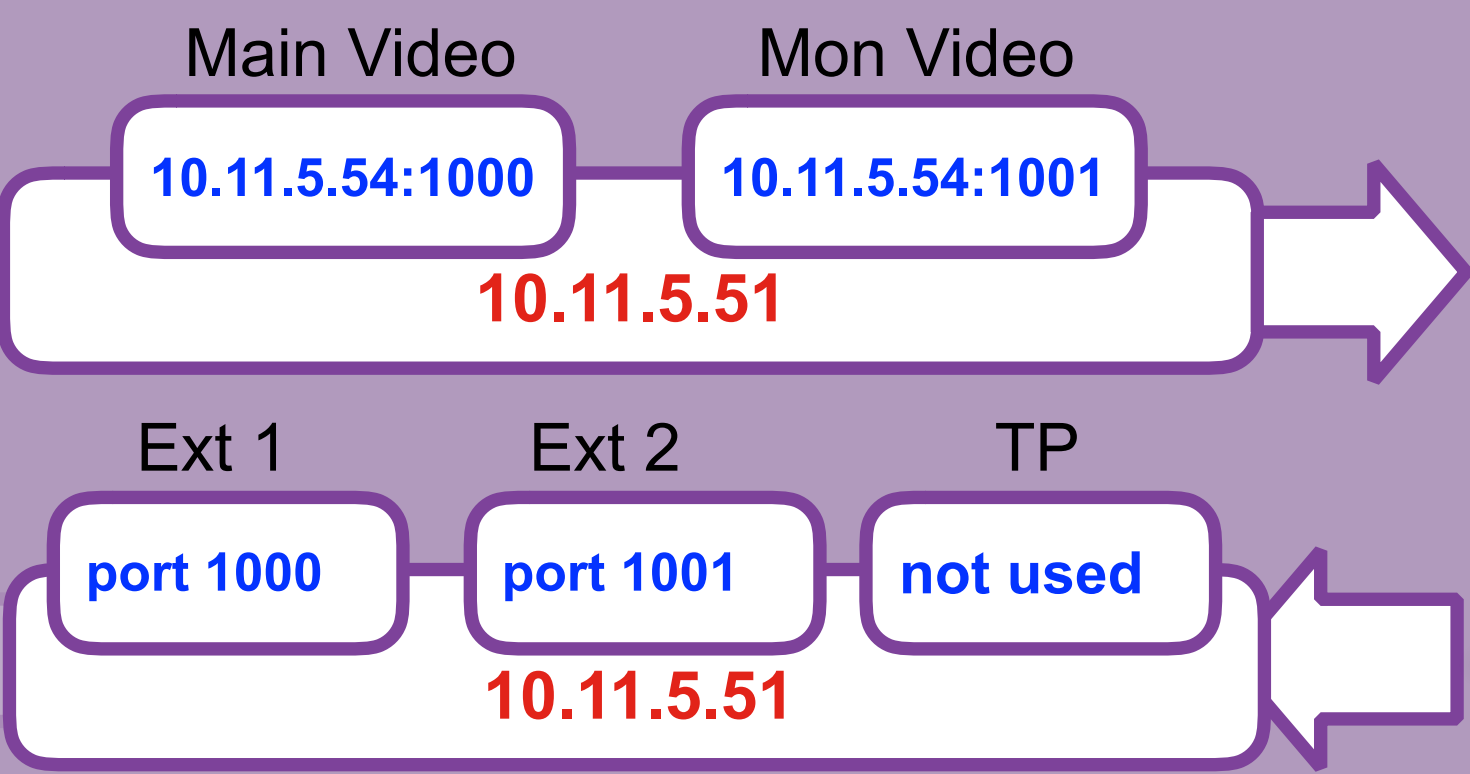 Main Video Mon Video
10.11.5.54:1000 10.11.5.54:1001
10.11.5.51
Ext 1 Ext 2 TP
port 1000 port 1001 not used
10.11.5.51